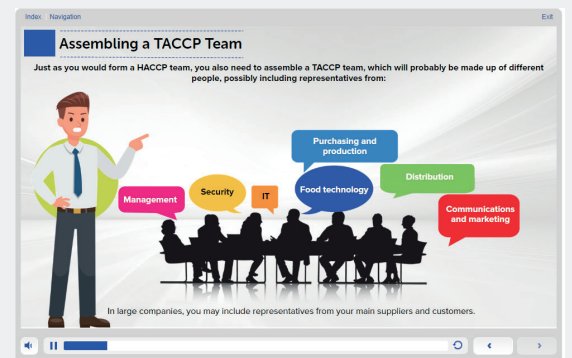 Index Navigation Exit
Assembling a TACCP Team
Just as you would form a HACCP team, you also need to assemble a TACCP team, which will probably be made up of different
people, possibly including representatives from:
Purchasing and
production
Management
Security
IT
Food technology
Distribution
Communications
and marketing
In large companies, you may include representatives from your main suppliers and customers.